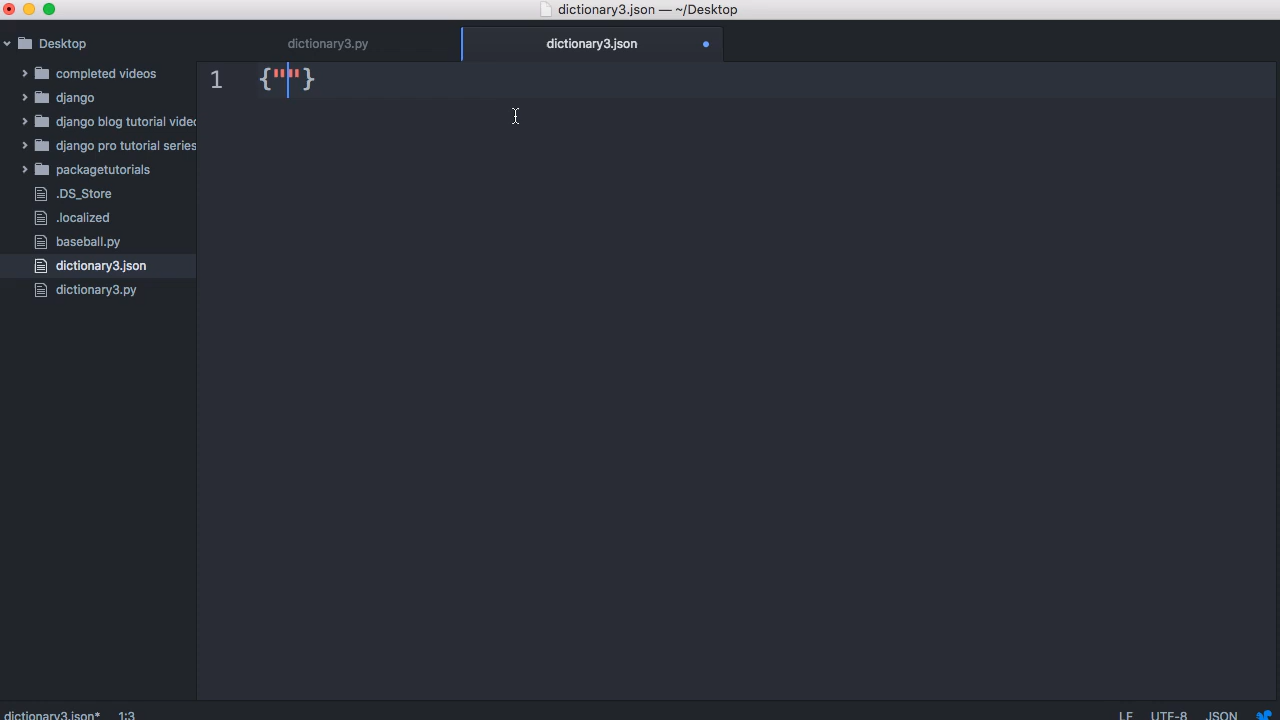 dictionary3.json — ~/Desktop
Desktop
dictionary3.py
dictionary3.json
completed videos
django
django blog tutorial vide
django pro tutorial series
packagetutorials
.DS_Store
.localized
baseball.py
dictionary3.json
dictionary3.py
1
{""}
dictionary3.json*
1:3
LF
UTF-8
JSON